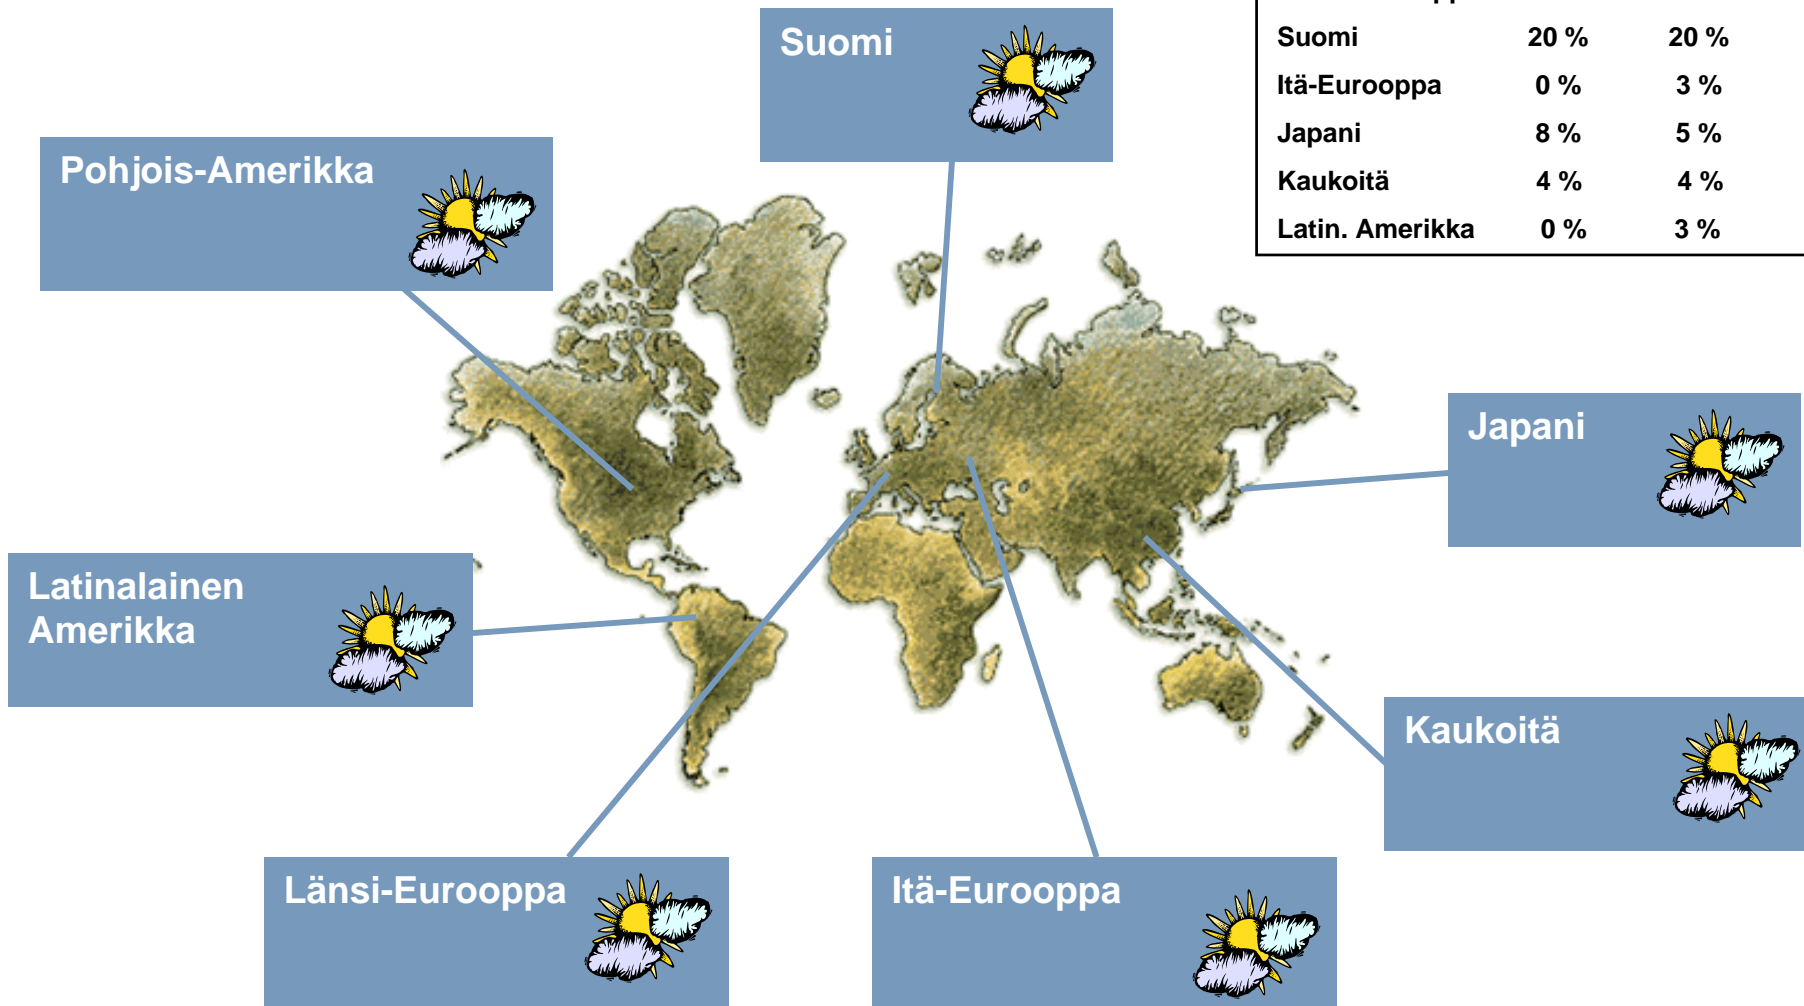 Suomi
Suomi 20 % 20 %
Itä-Eurooppa 0 % 3 %
Japani 8 % 5 %
Kaukoitä 4 % 4 %
Latin. Amerikka 0 % 3 %
Pohjois-Amerikka
Japani
Latinalainen
Amerikka
Kaukoitä
Länsi-Eurooppa
Itä-Eurooppa